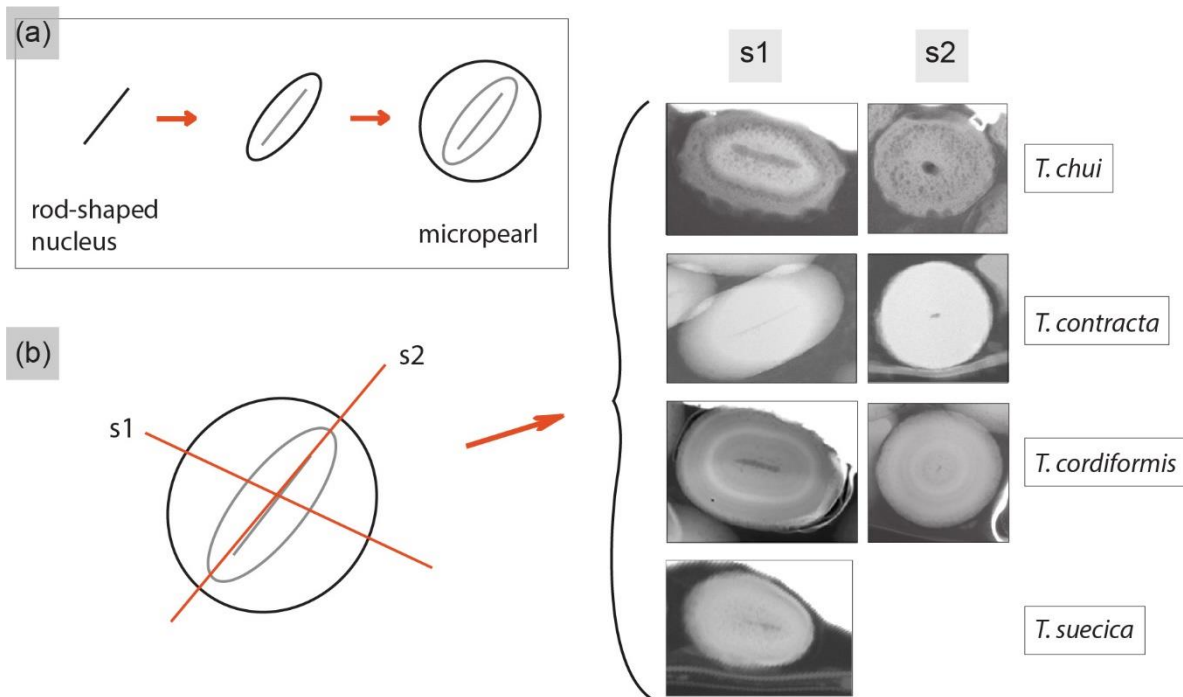 (a)
rod-shaped
nucleus
micropearl
(b)
s1
s2
s1
s2
T. chui
T. contracta
T. cordiformis
T. suecica